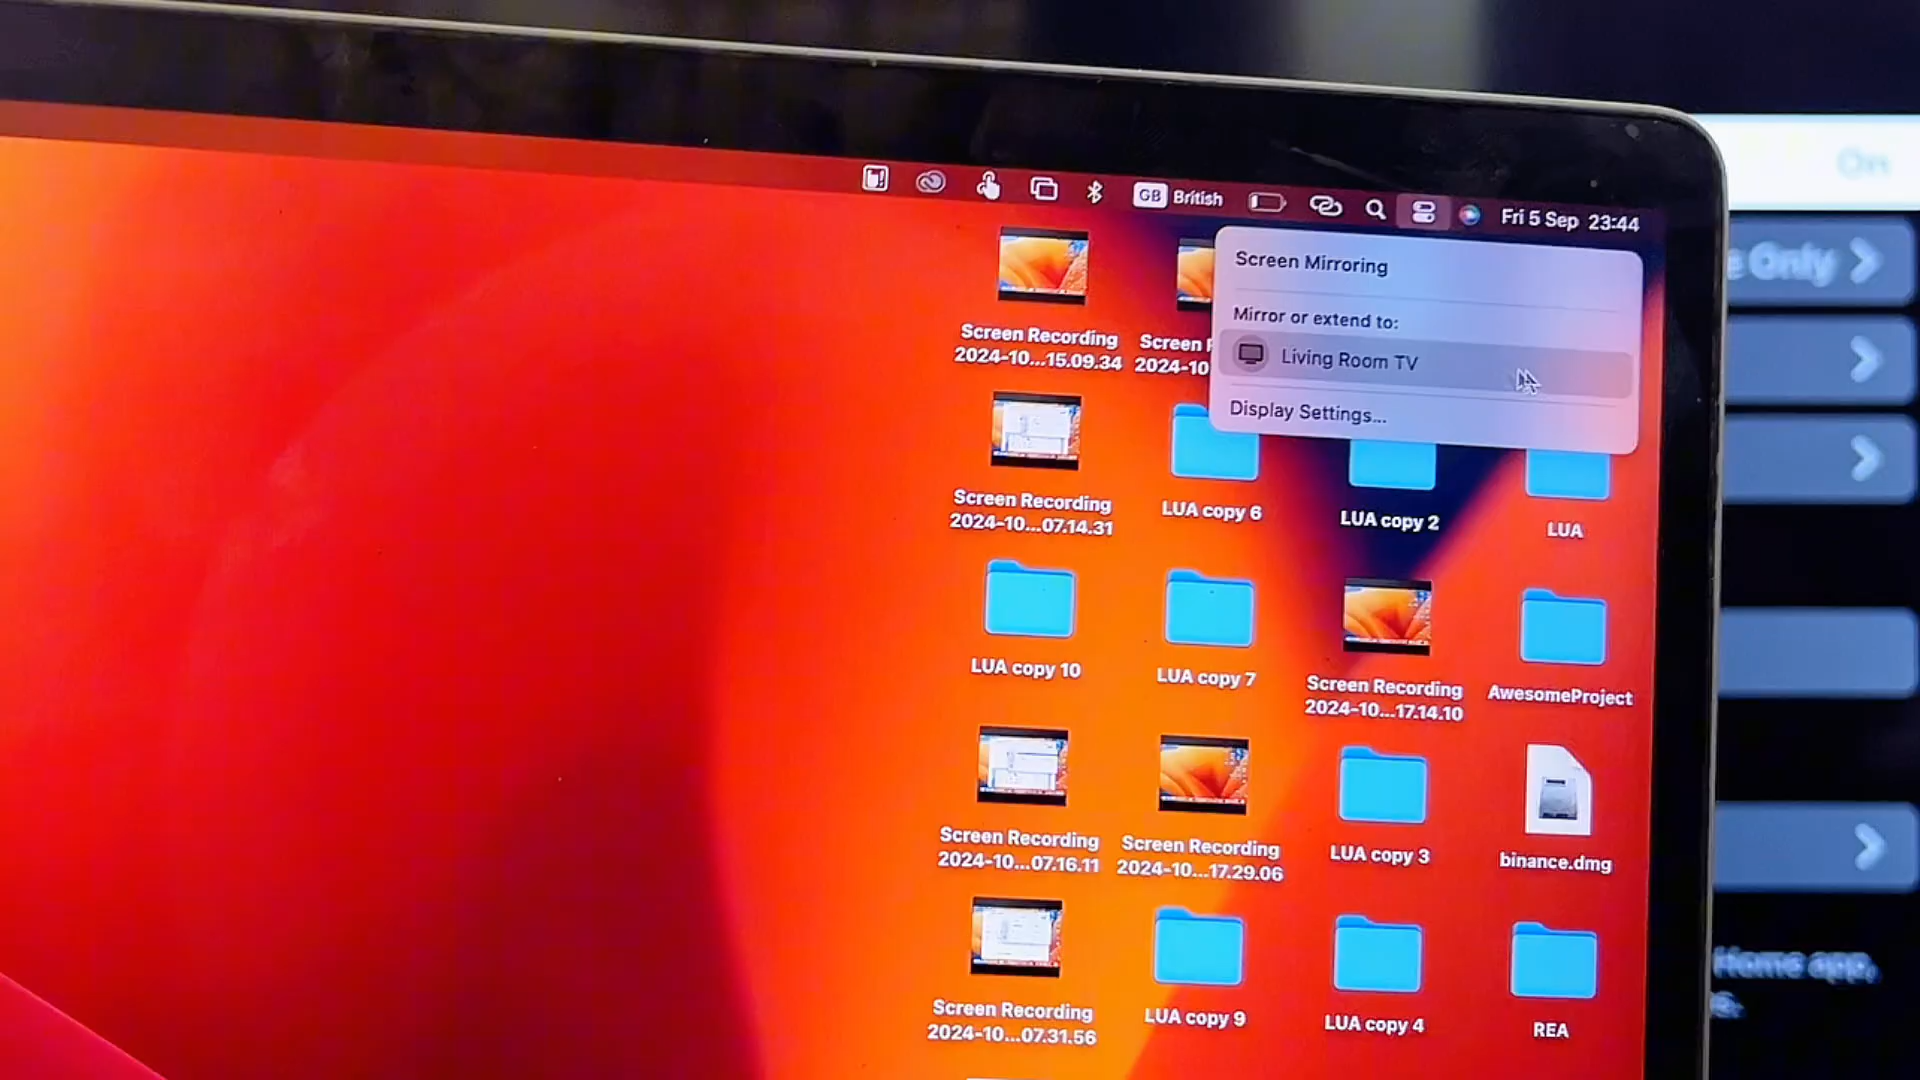 GB British
Fri 5 Sep 23:44
On
Screen Mirroring
Mirror or extend to:
Living Room TV
Display Settings...
Only
Screen Recording
2024-10...15.09.34
Screen
2024-10
Screen Recording
2024-10...07.14.31
LUA copy 6
LUA copy 2
LUA
LUA copy 10
LUA copy 7
Screen Recording
2024-10...17.14.10
AwesomeProject
Screen Recording
2024-10...07.16.11
Screen Recording
2024-10...17.29.06
LUA copy 3
binance.dmg
Screen Recording
2024-10...07.31.56
LUA copy 9
LUA copy 4
REA
Home app,